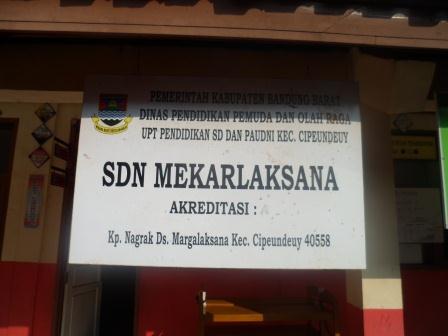 PEMERINTAH KABUPATEN BANDUNG BARAT
DINAS PENDIDIKAN PEMUDA DAN OLAH RAGA
UPT PENDIDIKAN SD DAN PAUDNI KEC. CIPEUNDEUY
SDN MEKARLAKSANA
AKREDITASI :
Kp. Nagrak Ds. Margalaksana Kec. Cipeundeuy 40558